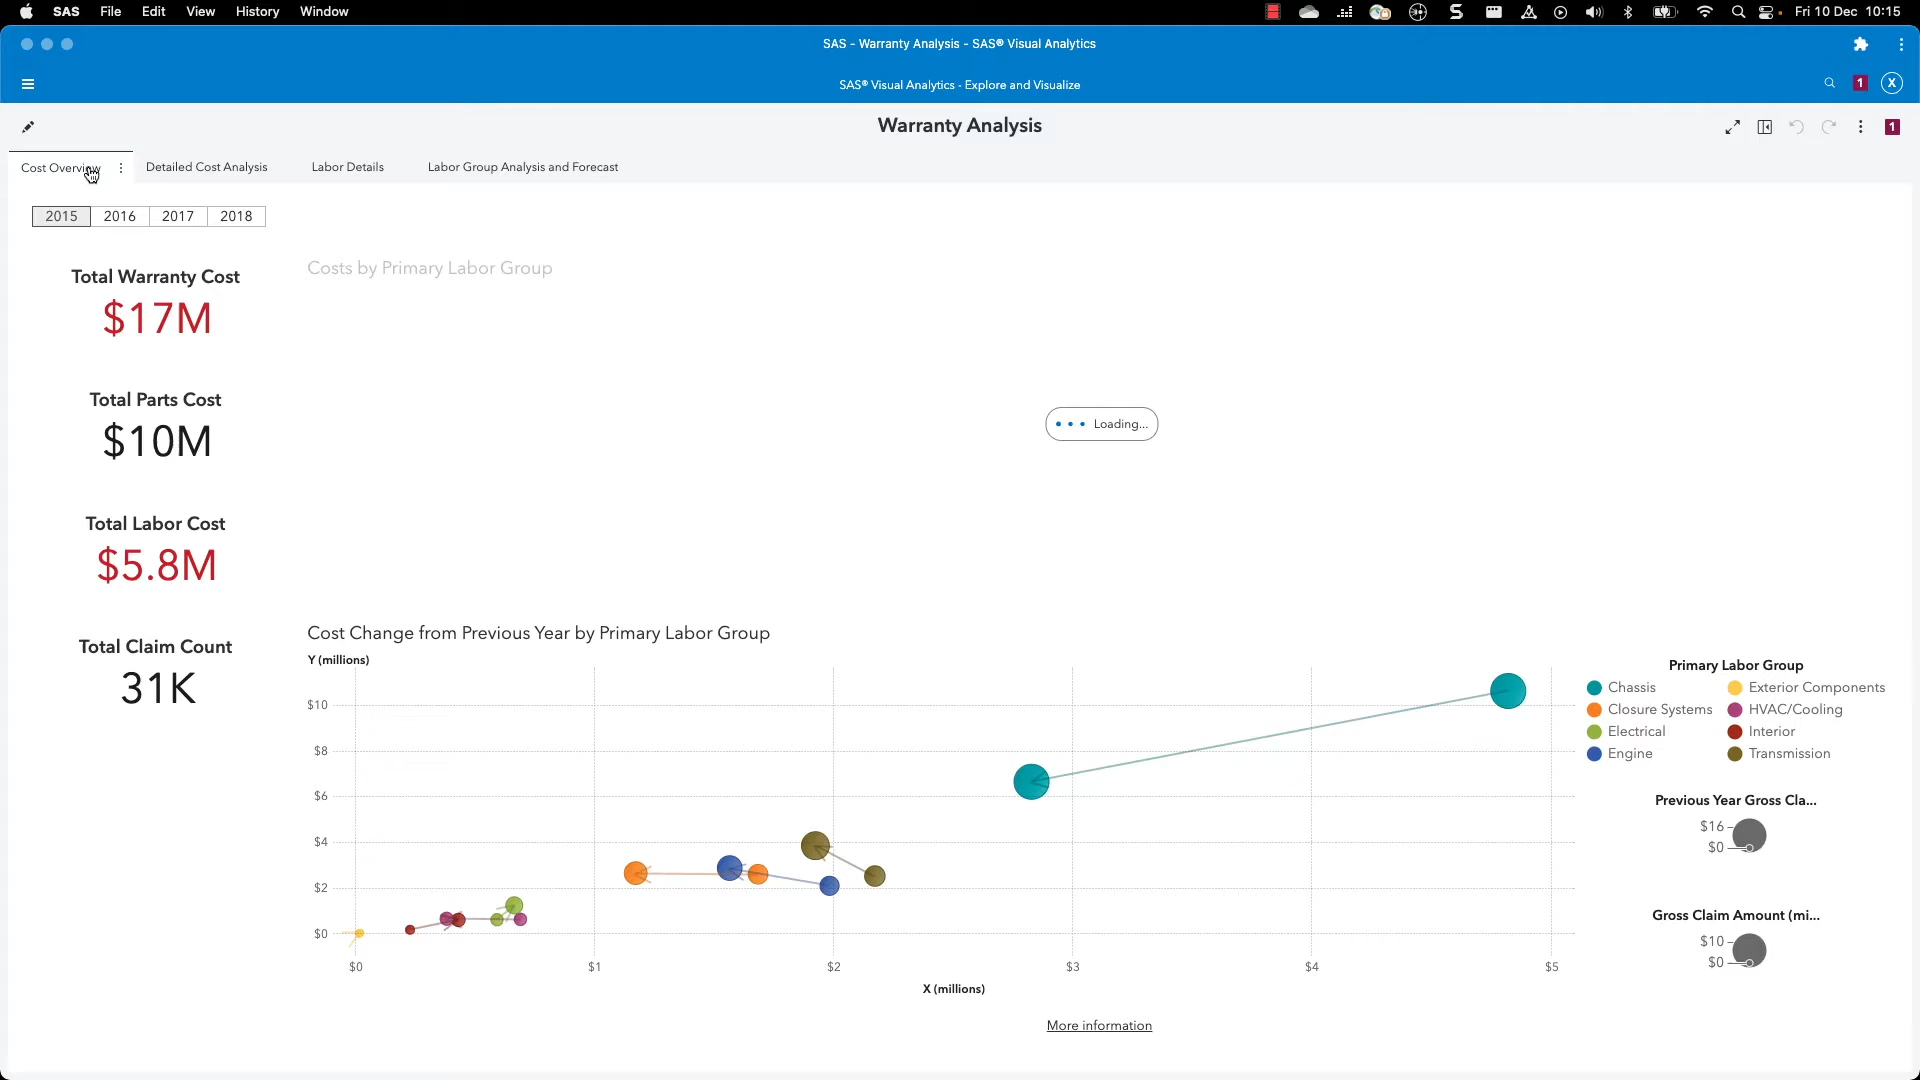 SAS File Edit View History Window Fri 10 Dec 10:15
SAS - Warranty Analysis - SAS® Visual Analytics
SAS® Visual Analytics - Explore and Visualize 1 X
Warranty Analysis 1
Cost Overview Detailed Cost Analysis Labor Details Labor Group Analysis and Forecast
2015 2016 2017 2018
Total Warranty Cost
$17M
Total Parts Cost
$10M
Total Labor Cost
$5.8M
Total Claim Count
31K
Costs by Primary Labor Group
Loading...
Cost Change from Previous Year by Primary Labor Group
Y (millions)
$10
$8
$6
$4
$2
$0
$0 $1 $2 $3 $4 $5
X (millions)
More information
Primary Labor Group
Chassis Exterior Components
Closure Systems HVAC/Cooling
Electrical Interior
Engine Transmission
Previous Year Gross Cla...
$16
$0
Gross Claim Amount (mi...
$10
$0